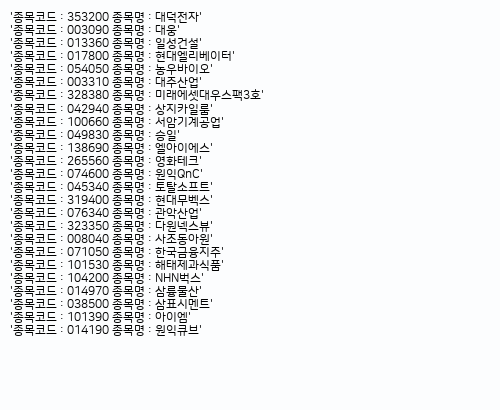 '종목코드 : 353200 종목명 : 대덕전자'
'종목코드 : 003090 종목명 : 대웅'
'종목코드 : 013360 종목명 : 일성건설'
'종목코드 : 017800 종목명 : 현대엘리베이터'
'종목코드 : 054050 종목명 : 농우바이오'
'종목코드 : 003310 종목명 : 대주산업'
'종목코드 : 328380 종목명 : 미래에셋대우스팩3호'
'종목코드 : 042940 종목명 : 상지카일룸'
'종목코드 : 100660 종목명 : 서암기계공업'
'종목코드 : 049830 종목명 : 승일'
'종목코드 : 138690 종목명 : 엘아이에스'
'종목코드 : 265560 종목명 : 영화테크'
'종목코드 : 074600 종목명 : 원익QnC'
'종목코드 : 045340 종목명 : 토탈소프트'
'종목코드 : 319400 종목명 : 현대무벡스'
'종목코드 : 076340 종목명 : 관악산업'
'종목코드 : 323350 종목명 : 다원넥스뷰'
'종목코드 : 008040 종목명 : 사조동아원'
'종목코드 : 071050 종목명 : 한국금융지주'
'종목코드 : 101530 종목명 : 해태제과식품'
'종목코드 : 104200 종목명 : NHN벅스'
'종목코드 : 014970 종목명 : 삼륭물산'
'종목코드 : 038500 종목명 : 삼표시멘트'
'종목코드 : 101390 종목명 : 아이엠'
'종목코드 : 014190 종목명 : 원익큐브'